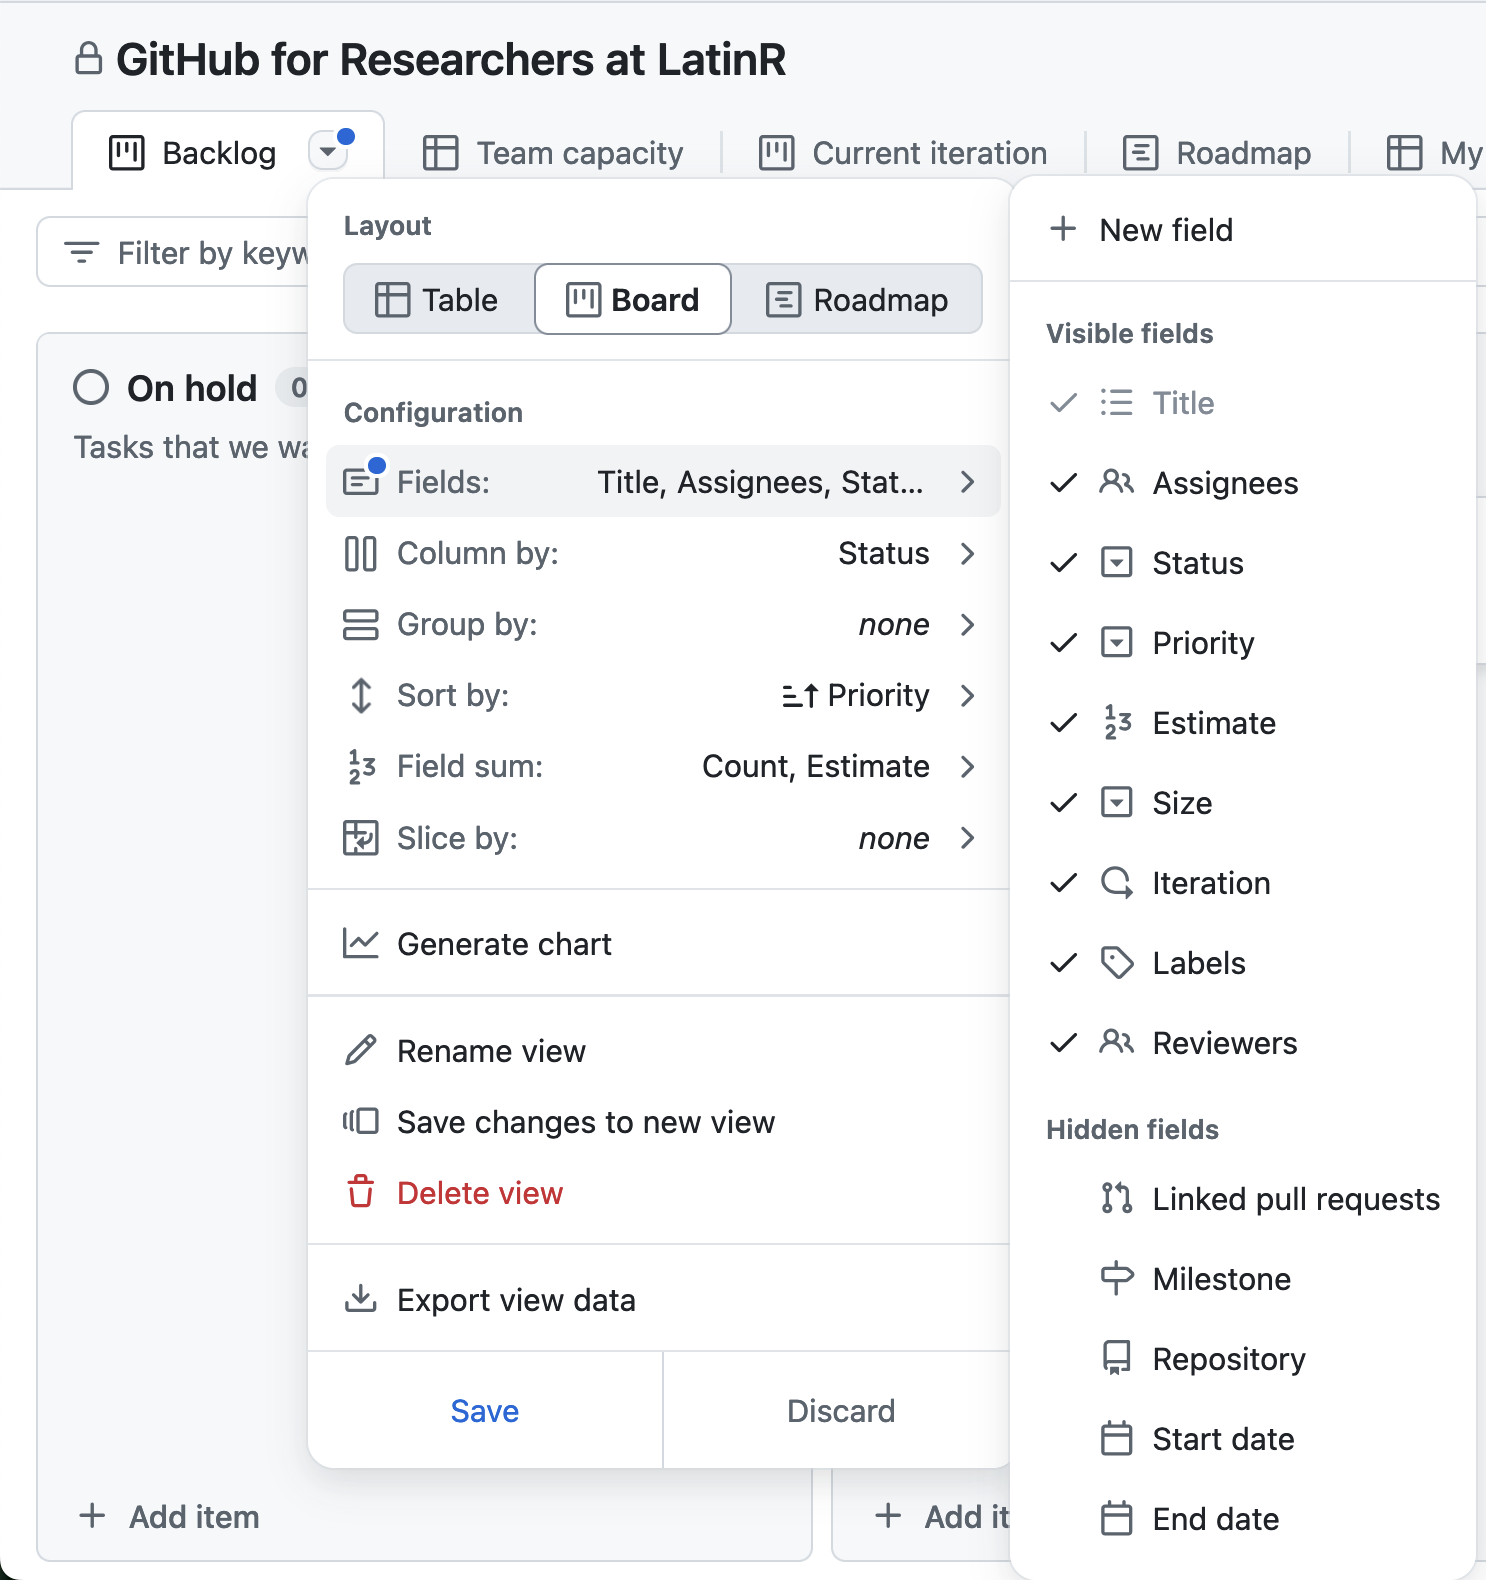 GitHub for Researchers at LatinR
Backlog
Team capacity
Current iteration
Roadmap
My
Filter by keyw
On hold 0
Tasks that we wa
Add item
Add it
Layout
Table
Board
Roadmap
Configuration
Fields: Title, Assignees, Stat...
Column by: Status
Group by: none
Sort by: Priority
Field sum: Count, Estimate
Slice by: none
Generate chart
Rename view
Save changes to new view
Delete view
Export view data
Save
Discard
New field
Visible fields
Title
Assignees
Status
Priority
Estimate
Size
Iteration
Labels
Reviewers
Hidden fields
Linked pull requests
Milestone
Repository
Start date
End date